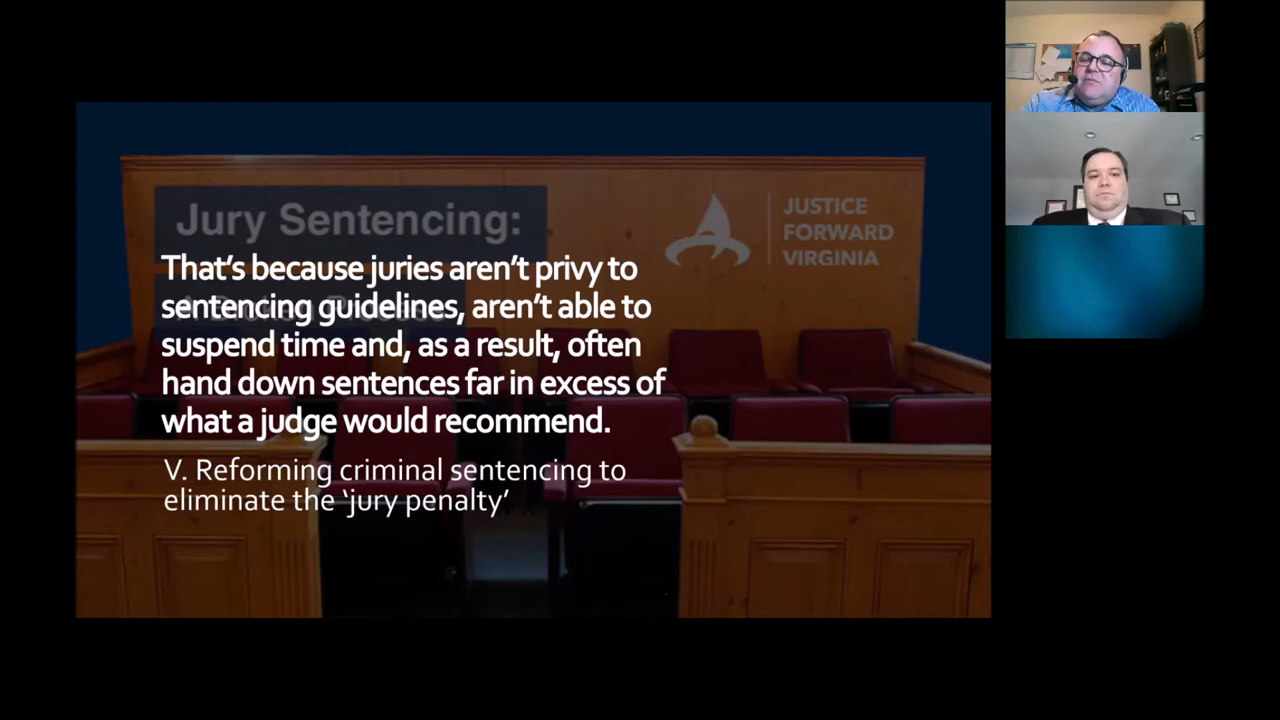 Jury Sentencing:
JUSTICE
FORWARD
VIRGINIA
That's because juries aren't privy to
sentencing guidelines, aren't able to
suspend time and, as a result, often
hand down sentences far in excess of
what a judge would recommend.
V. Reforming criminal sentencing to
eliminate the ‘jury penalty’